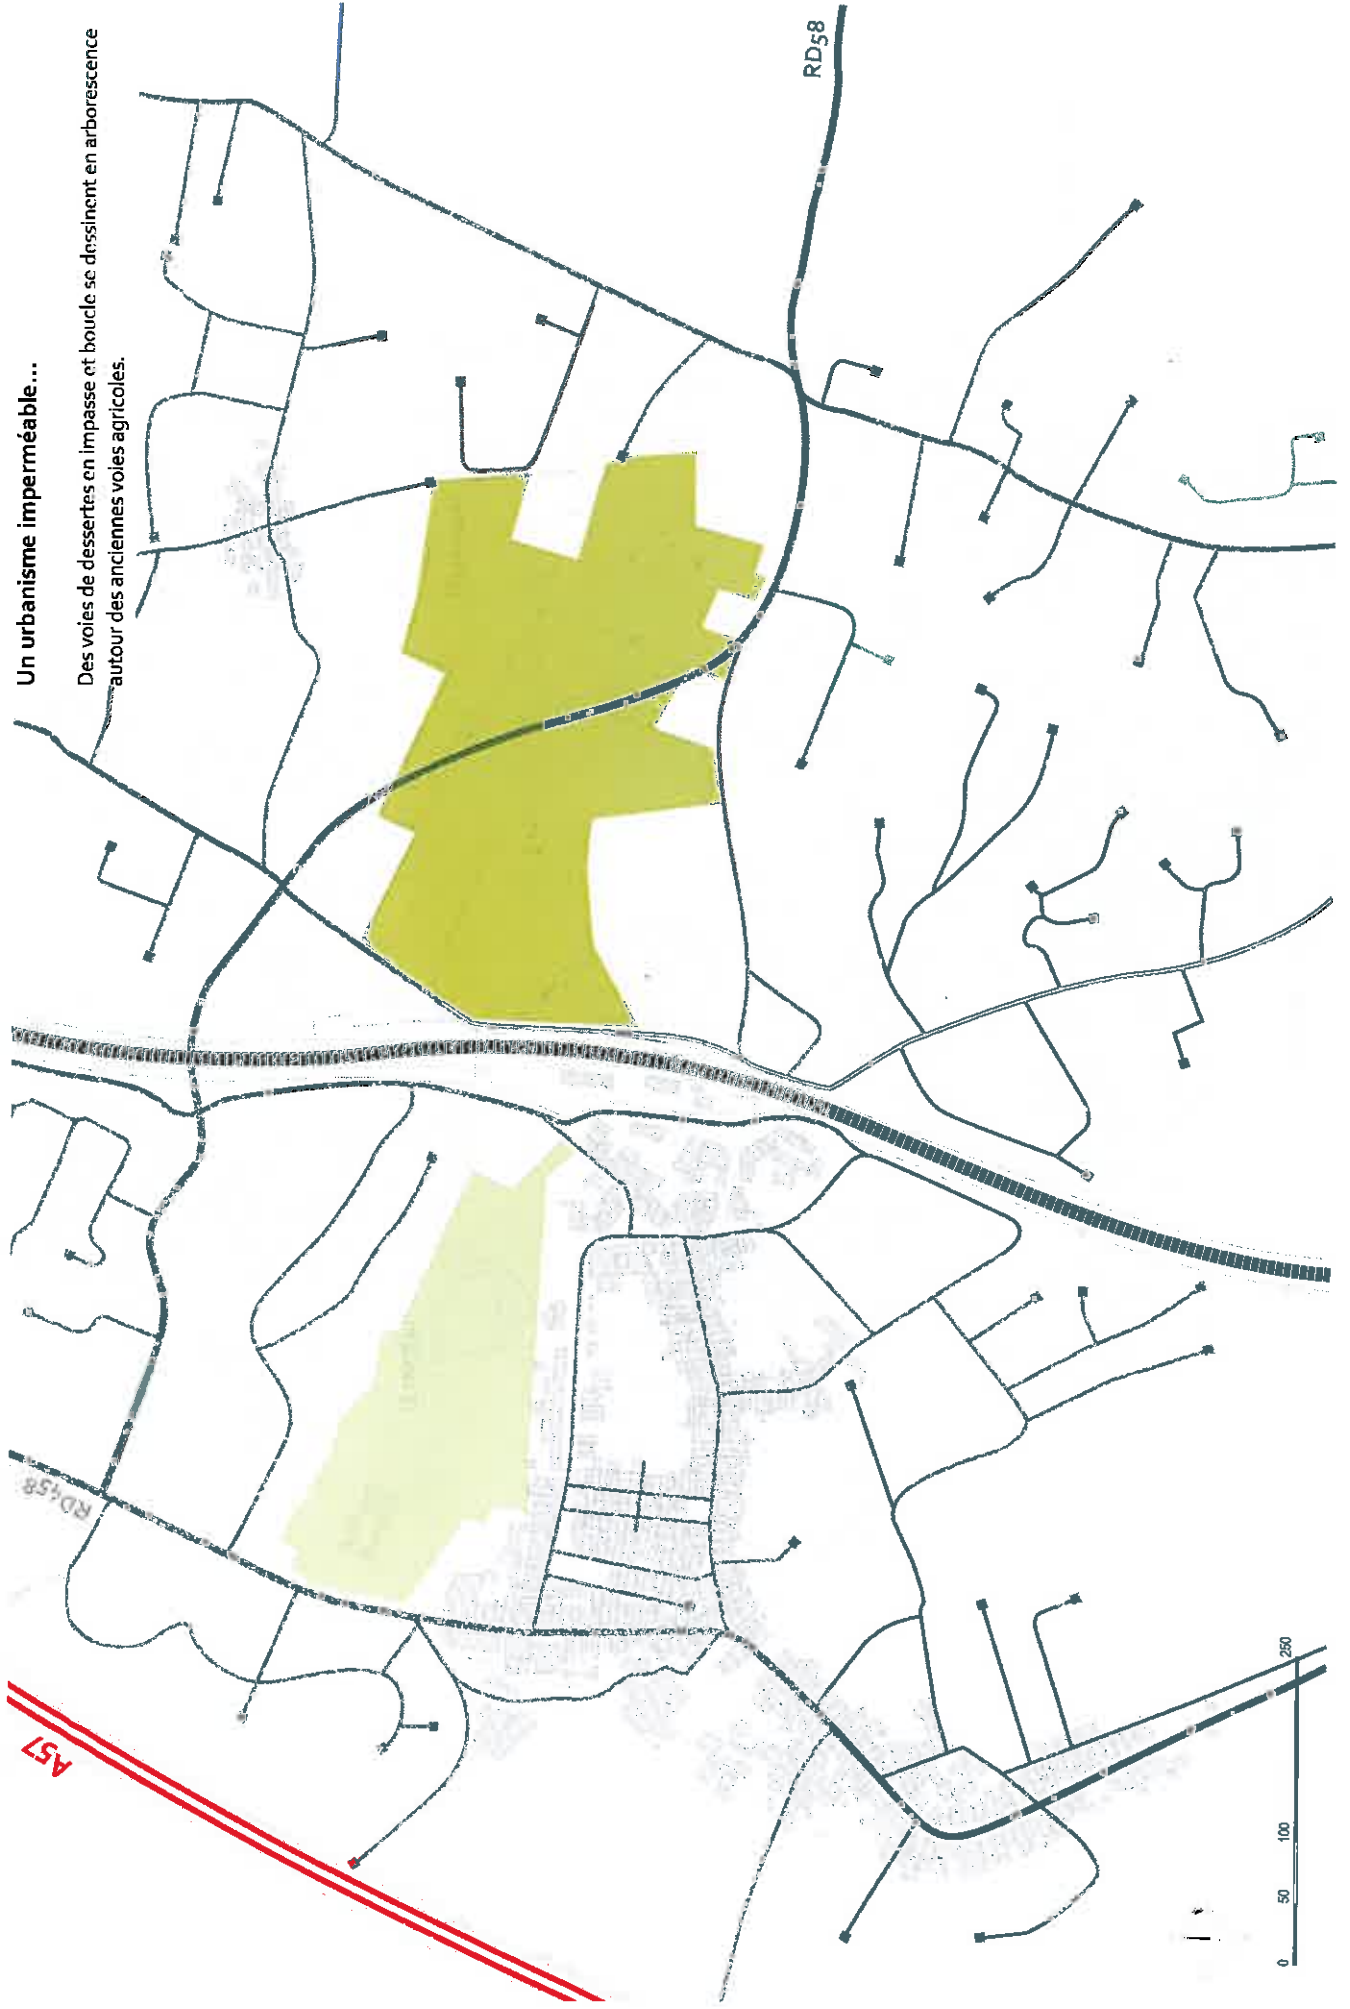 Un urbanisme imperméable...
Des voies de dessertes en impasse et boucle se dessinent en arborescence
autour des anciennes voies agricoles.
RD58
RD458
A57
0 50 100 250